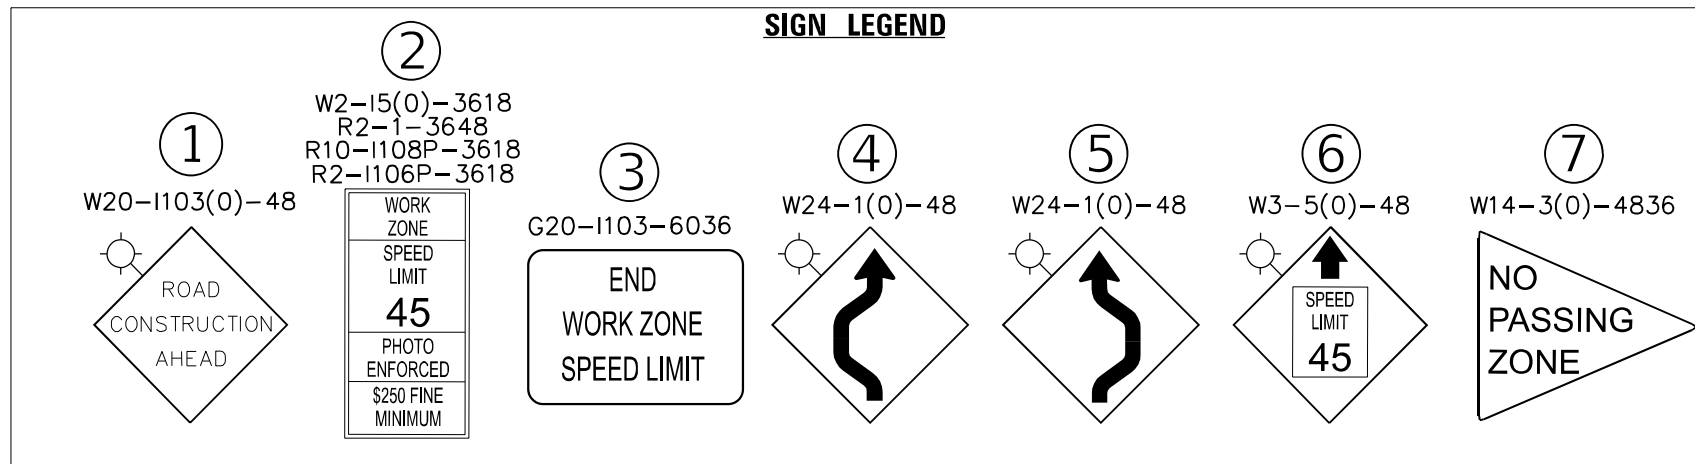 SIGN LEGEND
1
W20-I103(0)-48
ROAD
CONSTRUCTION
AHEAD
2
W2-I5(0)-3618
R2-1-3648
R10-I108P-3618
R2-I106P-3618
WORK
ZONE
SPEED
LIMIT
45
PHOTO
ENFORCED
$250 FINE
MINIMUM
3
G20-I103-6036
END
WORK ZONE
SPEED LIMIT
4
W24-1(0)-48
5
W24-1(0)-48
6
W3-5(0)-48
SPEED
LIMIT
45
7
W14-3(0)-4836
NO
PASSING
ZONE